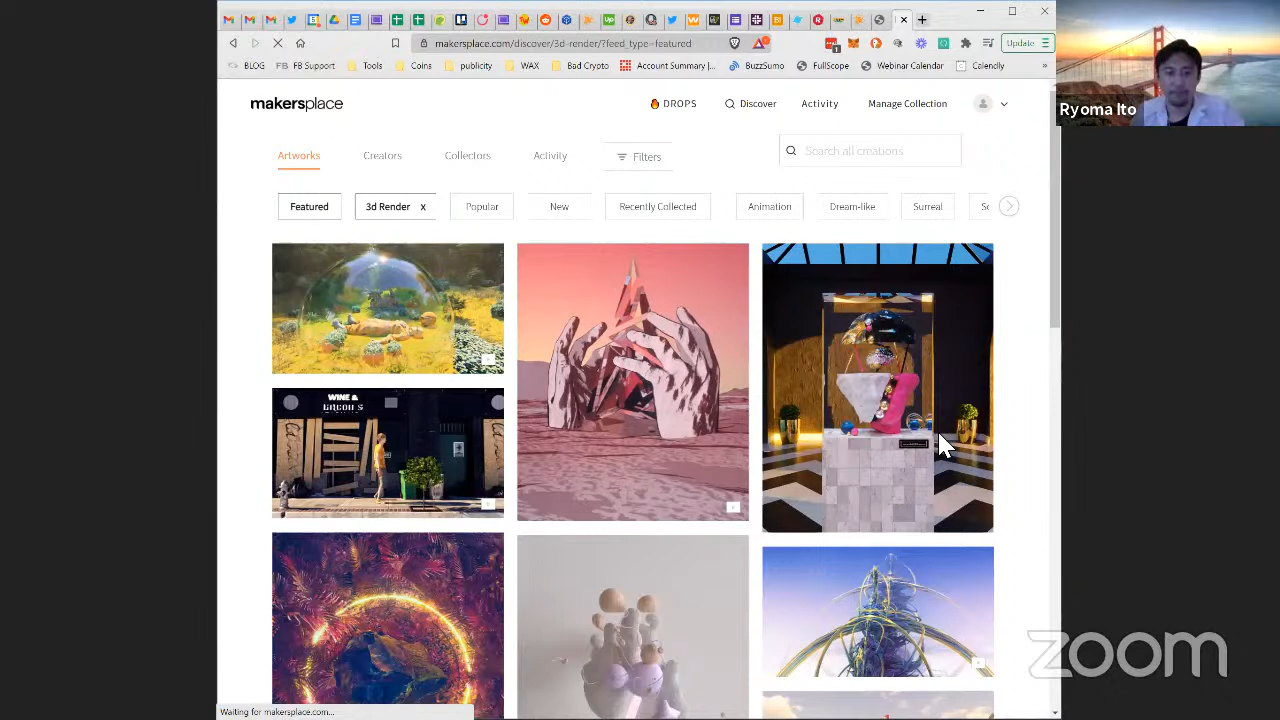 makersplace.com/discover/3d-render/?feed_type=featured
Update
BLOG
FB Support
Tools
Coins
publicity
WAX
Bad Crypto
Account Summary |...
BuzzSumo
FullScope
Webinar Calendar
Calendly
»
makersplace
DROPS
Discover
Activity
Manage Collection
Artworks
Creators
Collectors
Activity
Filters
Search all creations
Featured
3d Render x
Popular
New
Recently Collected
Animation
Dream-like
Surreal
WINE &
Waiting for makersplace.com...
Ryoma Ito
zoom